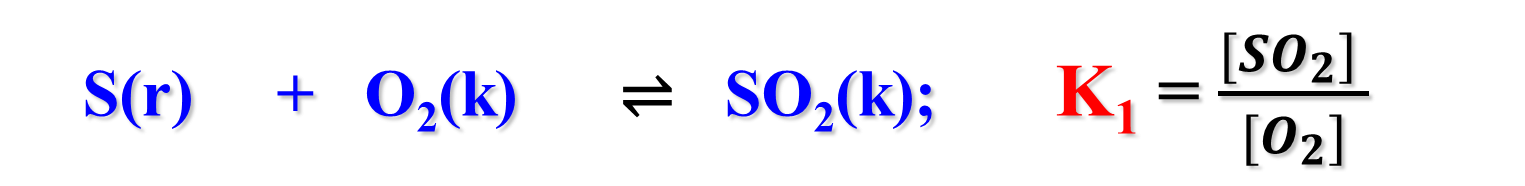 S(r) + O₂(k) ⇌ SO₂(k); K₁ = [SO₂] / [O₂]